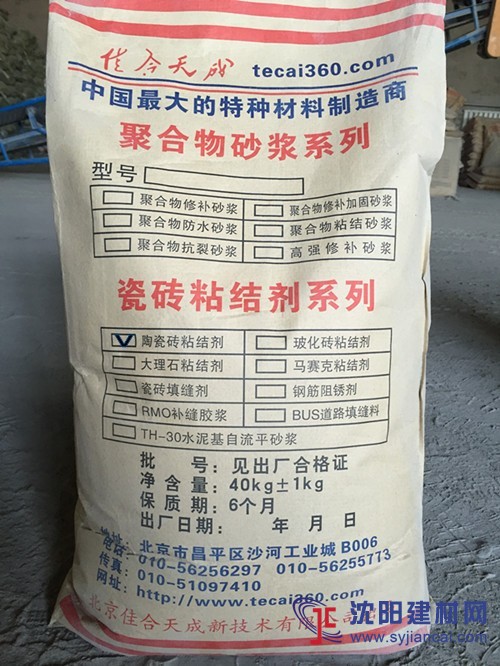 佳合天成 tecai360.com
中国最大的特种材料制造商
聚合物砂浆系列
型号
聚合物修补砂浆 聚合物修补加固砂浆
聚合物防水砂浆 聚合物粘结砂浆
聚合物抗裂砂浆 高强修补砂浆
瓷砖粘结剂系列
陶瓷砖粘结剂 玻化砖粘结剂
大理石粘结剂 马赛克粘结剂
瓷砖填缝剂 钢筋阻锈剂
RMO补缝胶浆 BUS道路填缝料
TH-30水泥基自流平砂浆
批 号:见出厂合格证
净含量:40kg±1kg
保质期:6个月
出厂日期: 年 月 日
地址:北京市昌平区沙河工业城B006
电话:010-56256297 010-56255773
传真:010-51097410
网址:http://www.tecai360.com
北京佳合天成新技术有限
沈阳建材网
www.syjiancai.com